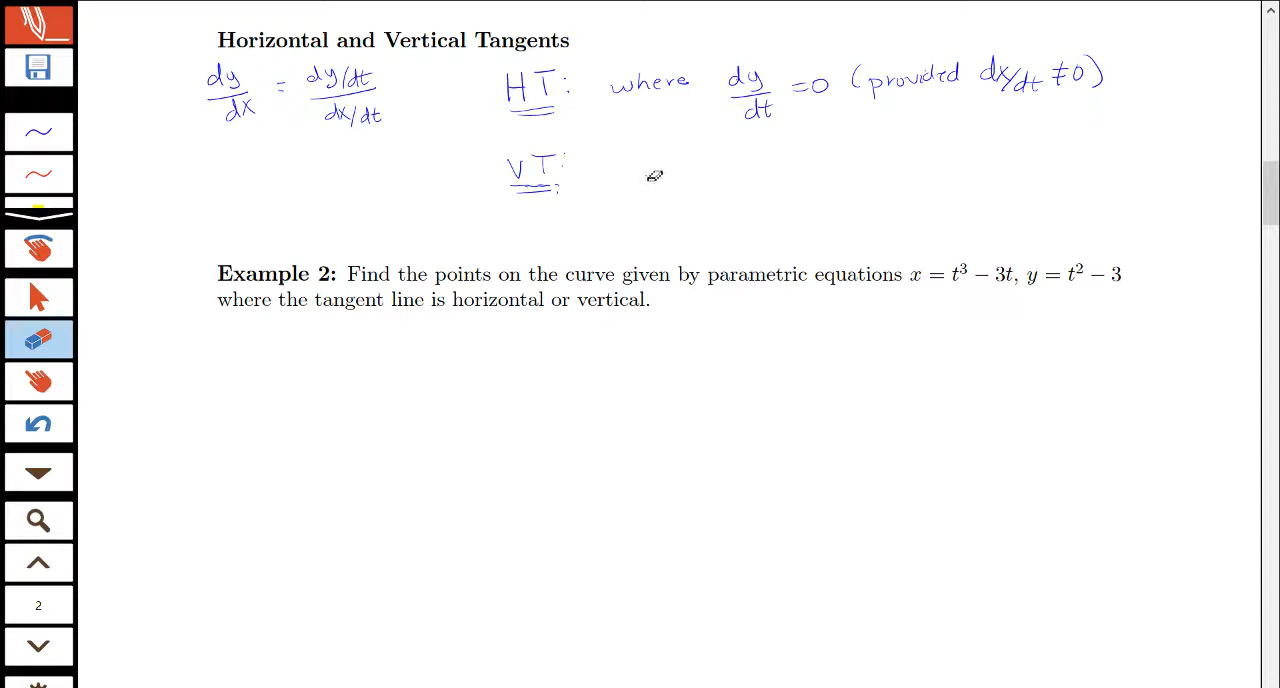 Horizontal and Vertical Tangents
dy/dx = (dy/dt)/(dx/dt) HT: where dy/dt =0 (provided dx/dt ≠0)
VT:
Example 2: Find the points on the curve given by parametric equations x = t³ − 3t, y = t² − 3
where the tangent line is horizontal or vertical.
2